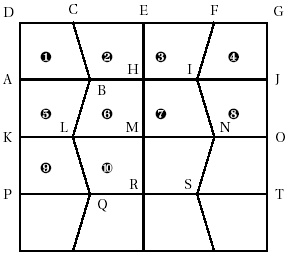 D C E F G
❶ ❷ ❸ ❹
A B H I J
❺ ❻ ❼ ❽
K L M N O
❾ ❿
P Q R S T